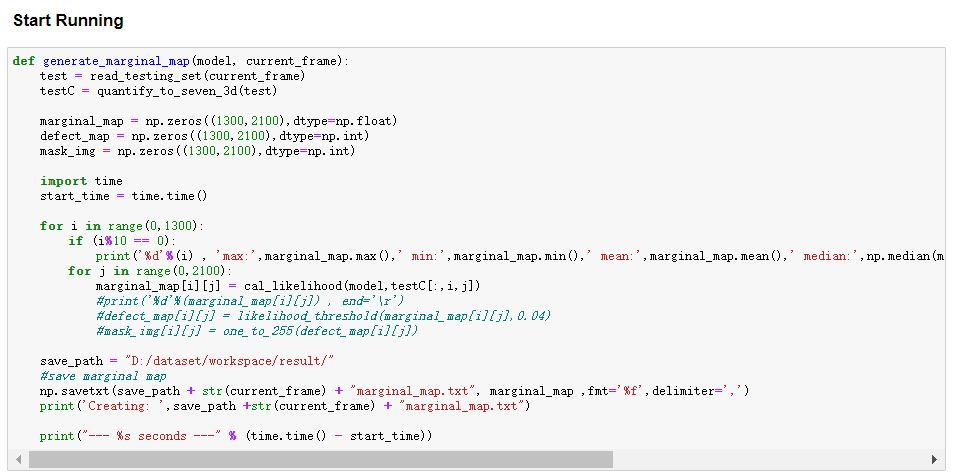 Start Running
def generate_marginal_map(model, current_frame):
    test = read_testing_set(current_frame)
    testC = quantify_to_seven_3d(test)
    marginal_map = np.zeros((1300,2100),dtype=np.float)
    defect_map = np.zeros((1300,2100),dtype=np.int)
    mask_img = np.zeros((1300,2100),dtype=np.int)
    import time
    start_time = time.time()
    for i in range(0,1300):
        if (i%10 == 0):
            print('%d'%(i) , 'max:',marginal_map.max(),' min:',marginal_map.min(),' mean:',marginal_map.mean(),' median:',np.median(m
        for j in range(0,2100):
            marginal_map[i][j] = cal_likelihood(model,testC[:,i,j])
            #print('%d'%(marginal_map[i][j]) , end='\r')
            #defect_map[i][j] = likelihood_threshold(marginal_map[i][j],0.04)
            #mask_img[i][j] = one_to_255(defect_map[i][j])
    save_path = "D:/dataset/workspace/result/"
    #save marginal map
    np.savetxt(save_path + str(current_frame) + "marginal_map.txt", marginal_map ,fmt='%f',delimiter=',')
    print('Creating: ',save_path +str(current_frame) + "marginal_map.txt")
    print("--- %s seconds ---" % (time.time() - start_time))